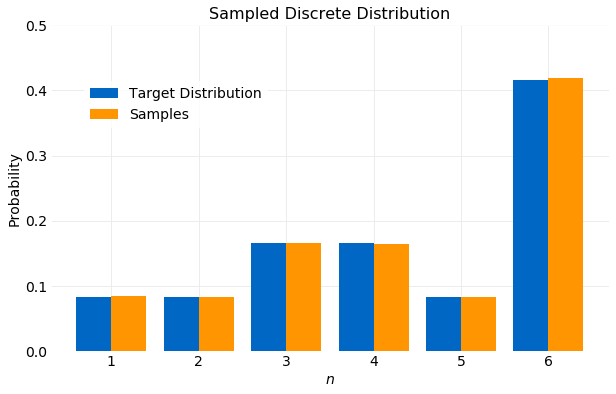 Sampled Discrete Distribution
0.5
0.4
0.3
0.2
0.1
0.0
Probability
Target Distribution
Samples
1 2 3 4 5 6
n